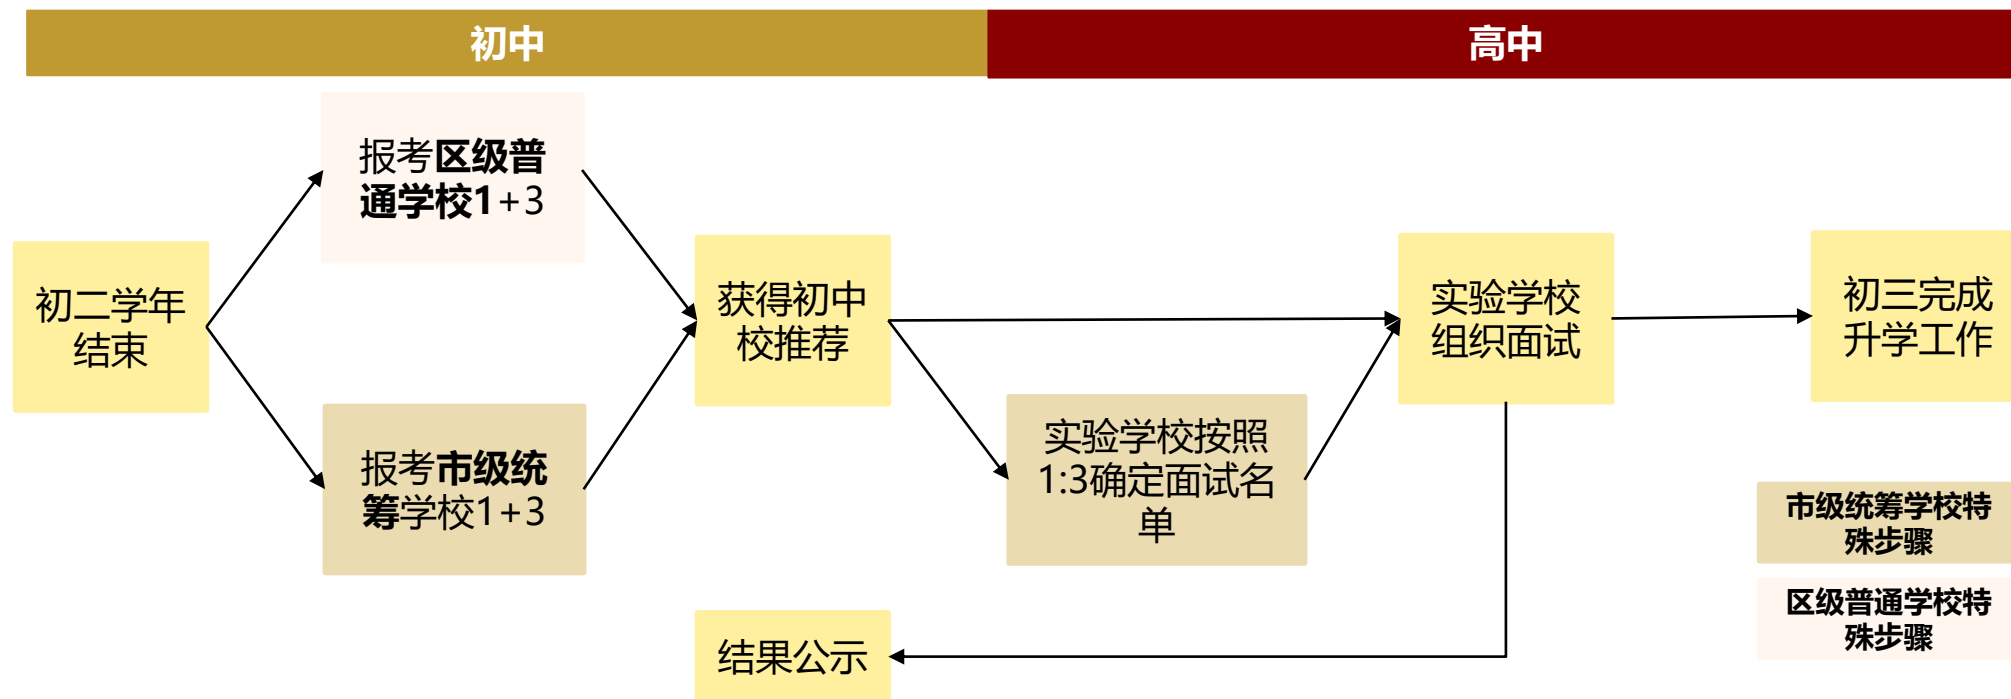 初中
高中
初二学年
结束
报考区级普
通学校1+3
报考市级统
筹学校1+3
获得初中
校推荐
实验学校按照
1:3确定面试名
单
实验学校
组织面试
初三完成
升学工作
结果公示
市级统筹学校特
殊步骤
区级普通学校特
殊步骤